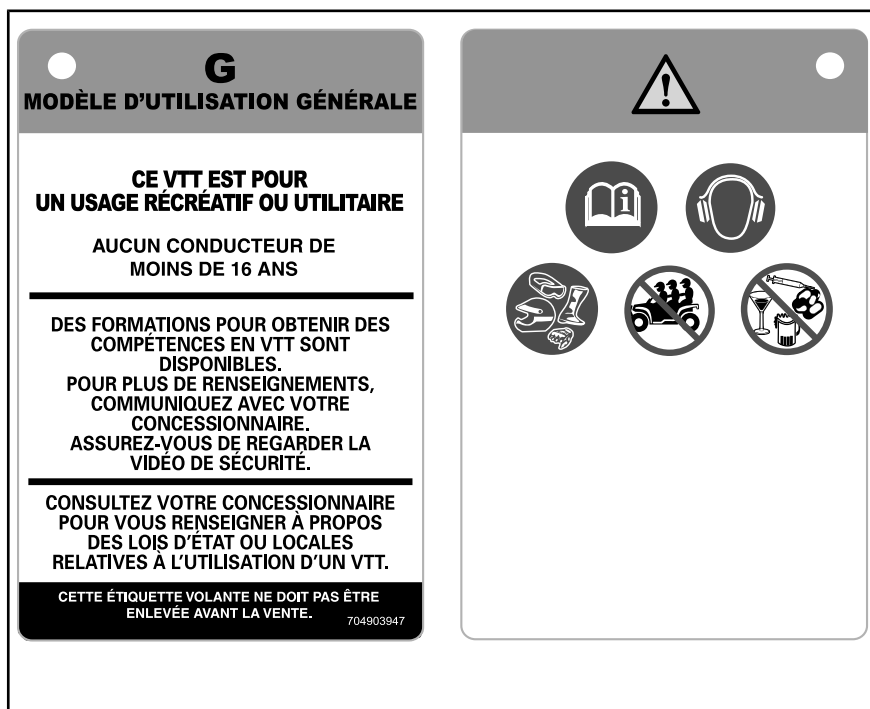 G
MODÈLE D'UTILISATION GÉNÉRALE
CE VTT EST POUR
UN USAGE RÉCRÉATIF OU UTILITAIRE
AUCUN CONDUCTEUR DE
MOINS DE 16 ANS
DES FORMATIONS POUR OBTENIR DES
COMPÉTENCES EN VTT SONT
DISPONIBLES.
POUR PLUS DE RENSEIGNEMENTS,
COMMUNIQUEZ AVEC VOTRE
CONCESSIONNAIRE.
ASSUREZ-VOUS DE REGARDER LA
VIDÉO DE SÉCURITÉ.
CONSULTEZ VOTRE CONCESSIONNAIRE
POUR VOUS RENSEIGNER À PROPOS
DES LOIS D'ÉTAT OU LOCALES
RELATIVES À L'UTILISATION D'UN VTT.
CETTE ÉTIQUETTE VOLANTE NE DOIT PAS ÊTRE
ENLEVÉE AVANT LA VENTE.
704903947